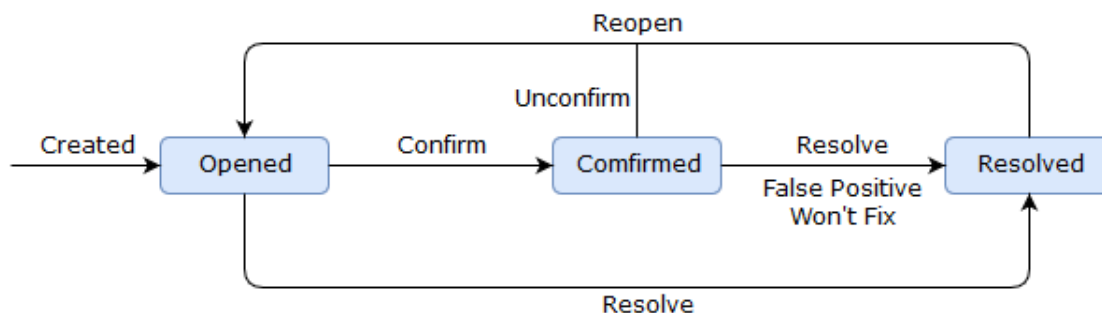 Reopen
Unconfirm
Created
Opened
Confirm
Comfirmed
Resolve
False Positive
Won't Fix
Resolved
Resolve